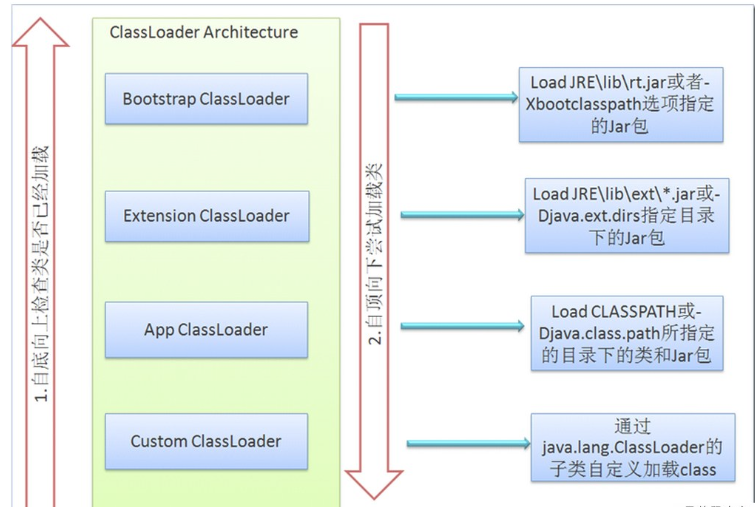 ClassLoader Architecture
1.自底向上检查类是否已经加载
2.自顶向下尝试加载类
Bootstrap ClassLoader
Load JRE\lib\rt.jar或者-
Xbootclasspath选项指定
的Jar包
Extension ClassLoader
Load JRE\lib\ext\*.jar或-
Djava.ext.dirs指定目录
下的Jar包
App ClassLoader
Load CLASSPATH或-
Djava.class.path所指定
的目录下的类和Jar包
Custom ClassLoader
通过
java.lang.ClassLoader的
子类自定义加载class